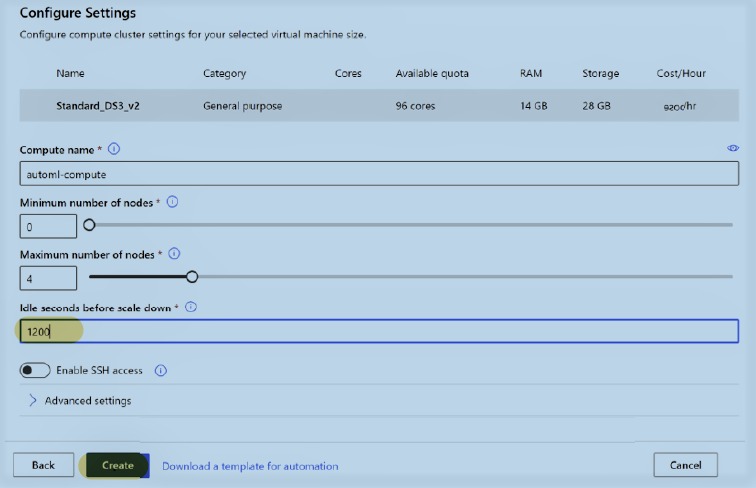 Configure Settings
Configure compute cluster settings for your selected virtual machine size.
Name Category Cores Available quota RAM Storage Cost/Hour
Standard_DS3_v2 General purpose 96 cores 14 GB 28 GB /hr
Compute name *
automl-compute
Minimum number of nodes *
0
Maximum number of nodes *
4
Idle seconds before scale down *
1200
Enable SSH access
Advanced settings
Back Create Download a template for automation Cancel